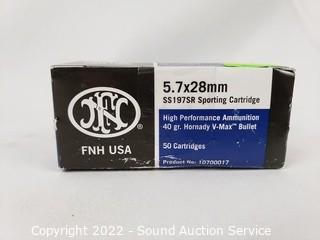 5.7x28mm
SS197SR Sporting Cartridge
High Performance Ammunition
40 gr. Hornady V-Max™ Bullet
50 Cartridges
Product No: 10700017
FN
®
FNH USA
Copyright 2022 - Sound Auction Service